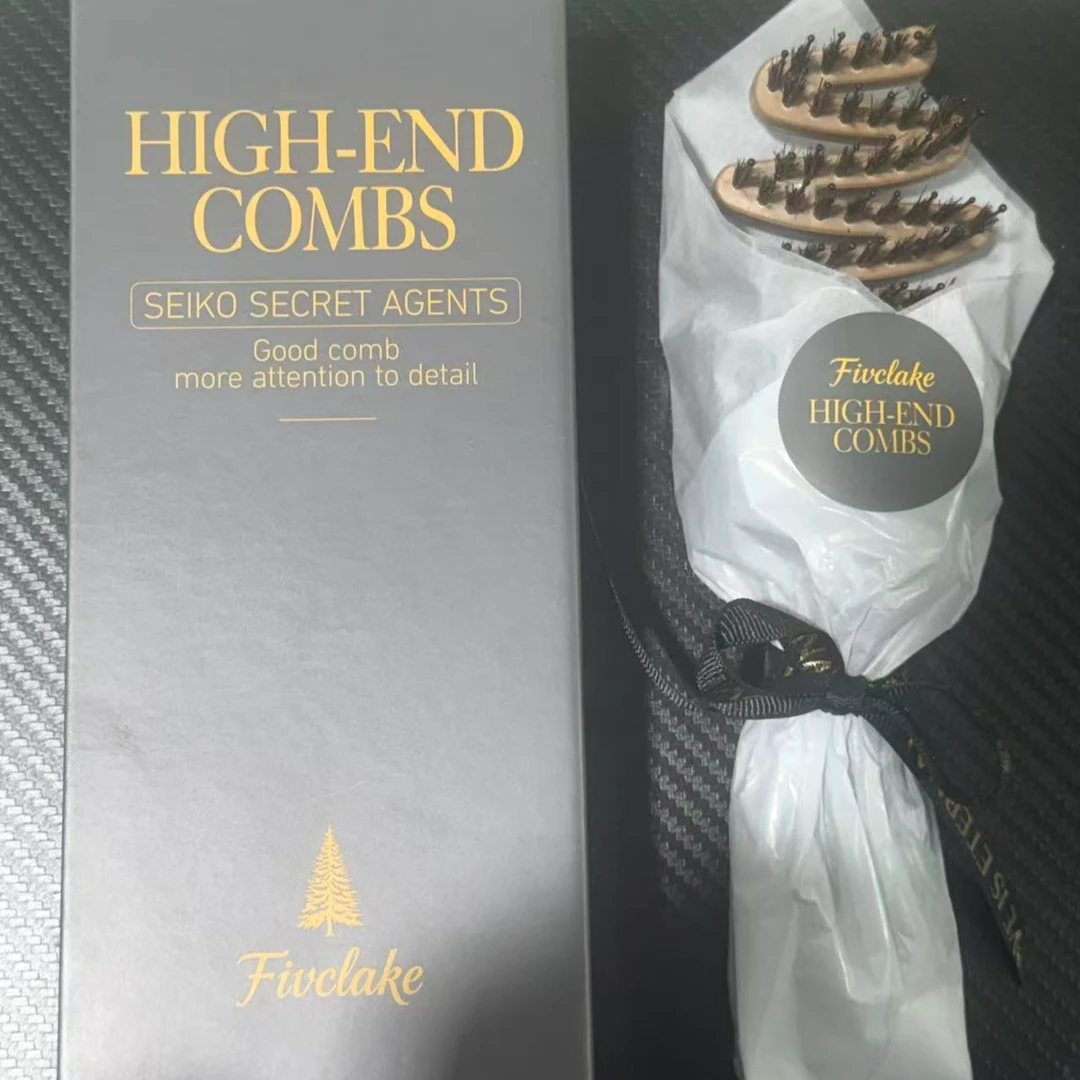 HIGH-END
COMBS
SEIKO SECRET AGENTS
Good comb
more attention to detail
Fivclake
Fivclake
HIGH-END
COMBS